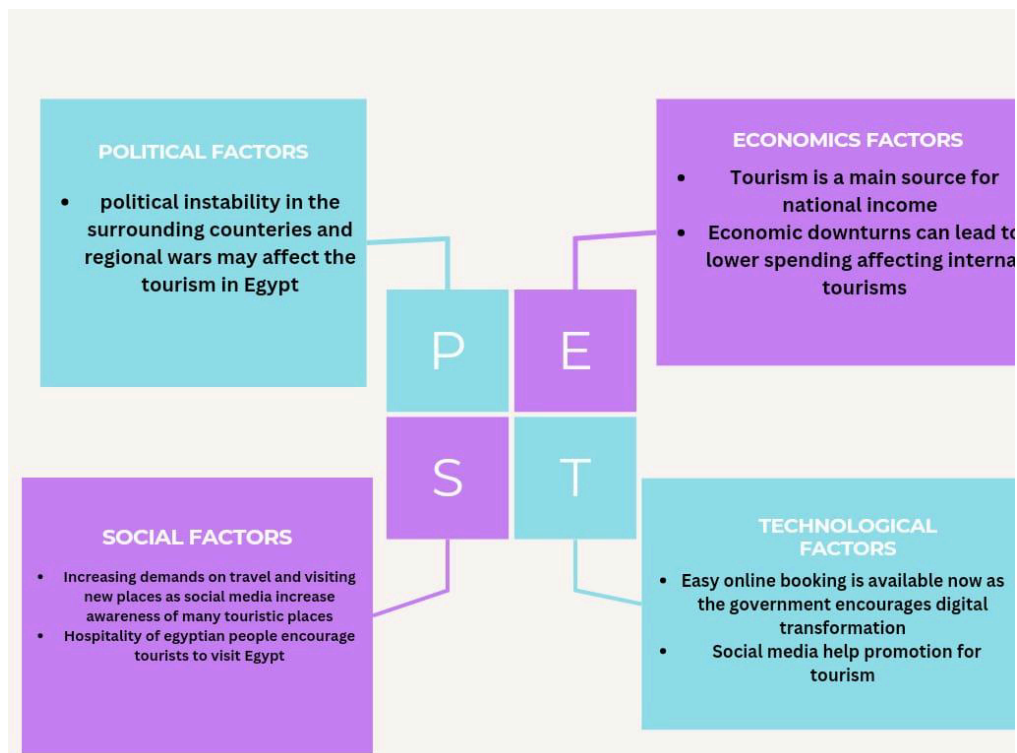 POLITICAL FACTORS
• political instability in the
surrounding counteries and
regional wars may affect the
tourism in Egypt
ECONOMICS FACTORS
• Tourism is a main source for
national income
• Economic downturns can lead to
lower spending affecting interna
tourisms
P
E
S
T
SOCIAL FACTORS
• Increasing demands on travel and visiting
new places as social media increase
awareness of many touristic places
• Hospitality of egyptian people encourage
tourists to visit Egypt
TECHNOLOGICAL
FACTORS
• Easy online booking is available now as
the government encourages digital
transformation
• Social media help promotion for
tourism